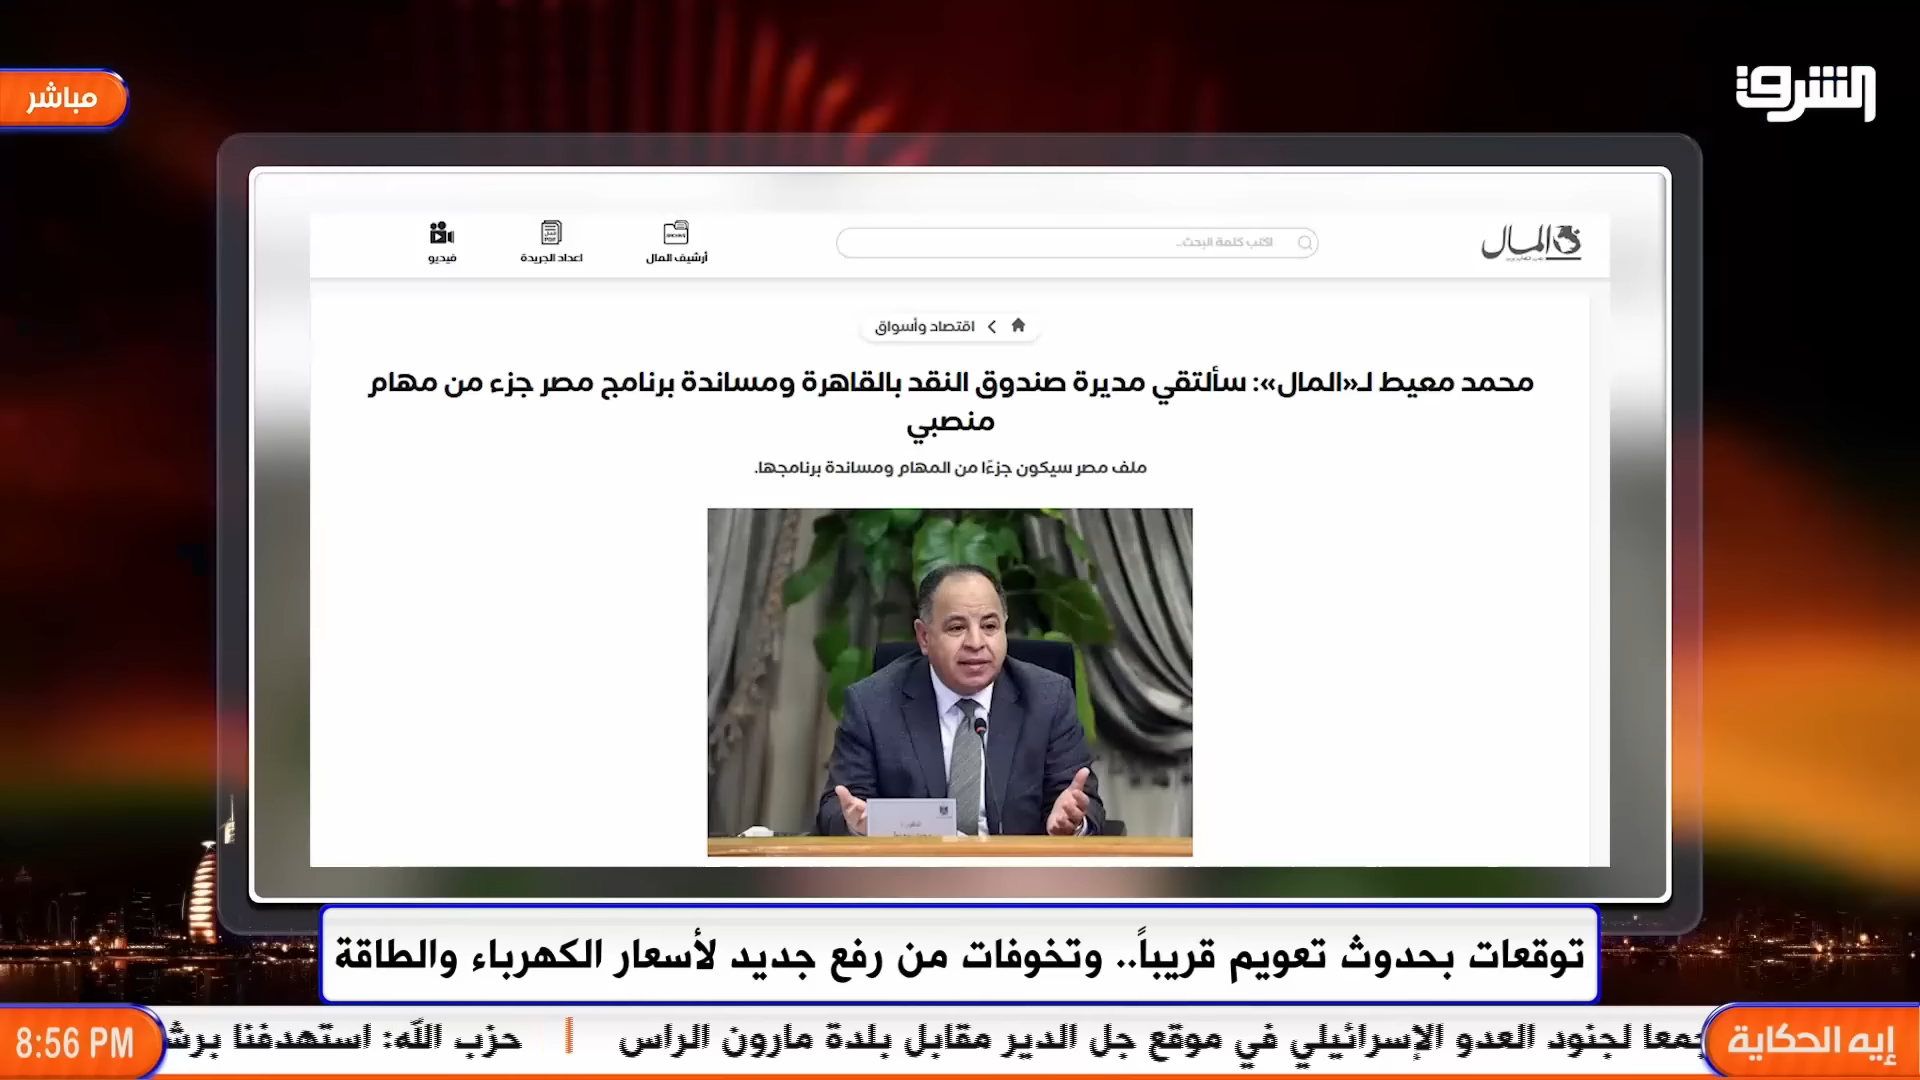 مباشر
الشرق
المال
اكتب كلمة البحث..
أرشيف المال
اعداد الجريدة
فيديو
اقتصاد وأسواق
محمد معيط لـ«المال»: سألتقي مديرة صندوق النقد بالقاهرة ومساندة برنامج مصر جزء من مهام
منصبي
ملف مصر سيكون جزءًا من المهام ومساندة برنامجها.
توقعات بحدوث تعويم قريباً.. وتخوفات من رفع جديد لأسعار الكهرباء والطاقة
إيه الحكاية
جمعا لجنود العدو الإسرائيلي في موقع جل الدير مقابل بلدة مارون الراس | حزب الله: استهدفنا برش
8:56 PM